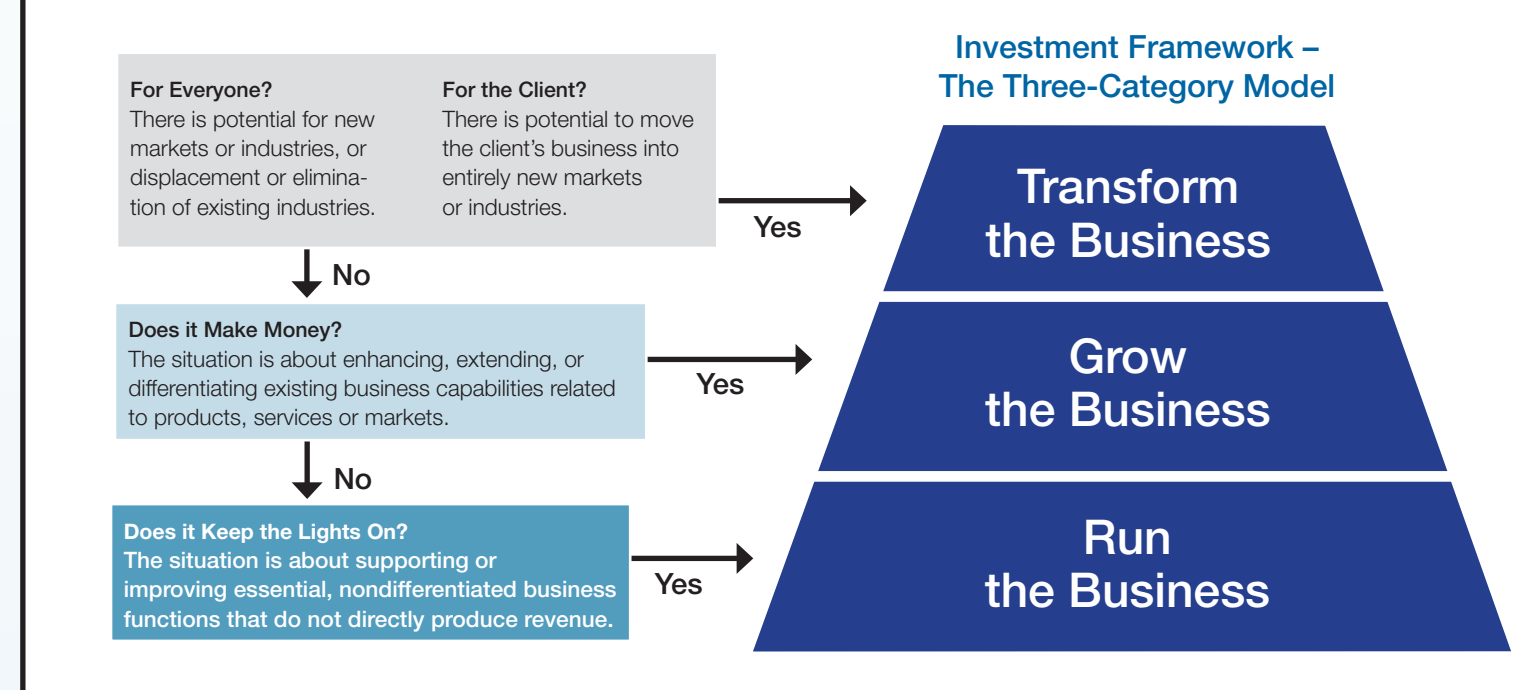 Investment Framework –
The Three-Category Model
For Everyone?
There is potential for new
markets or industries, or
displacement or elimina-
tion of existing industries.
For the Client?
There is potential to move
the client's business into
entirely new markets
or industries.
Yes
Transform
the Business
No
Does it Make Money?
The situation is about enhancing, extending, or
differentiating existing business capabilities related
to products, services or markets.
Yes
Grow
the Business
No
Does it Keep the Lights On?
The situation is about supporting or
improving essential, nondifferentiated business
functions that do not directly produce revenue.
Yes
Run
the Business